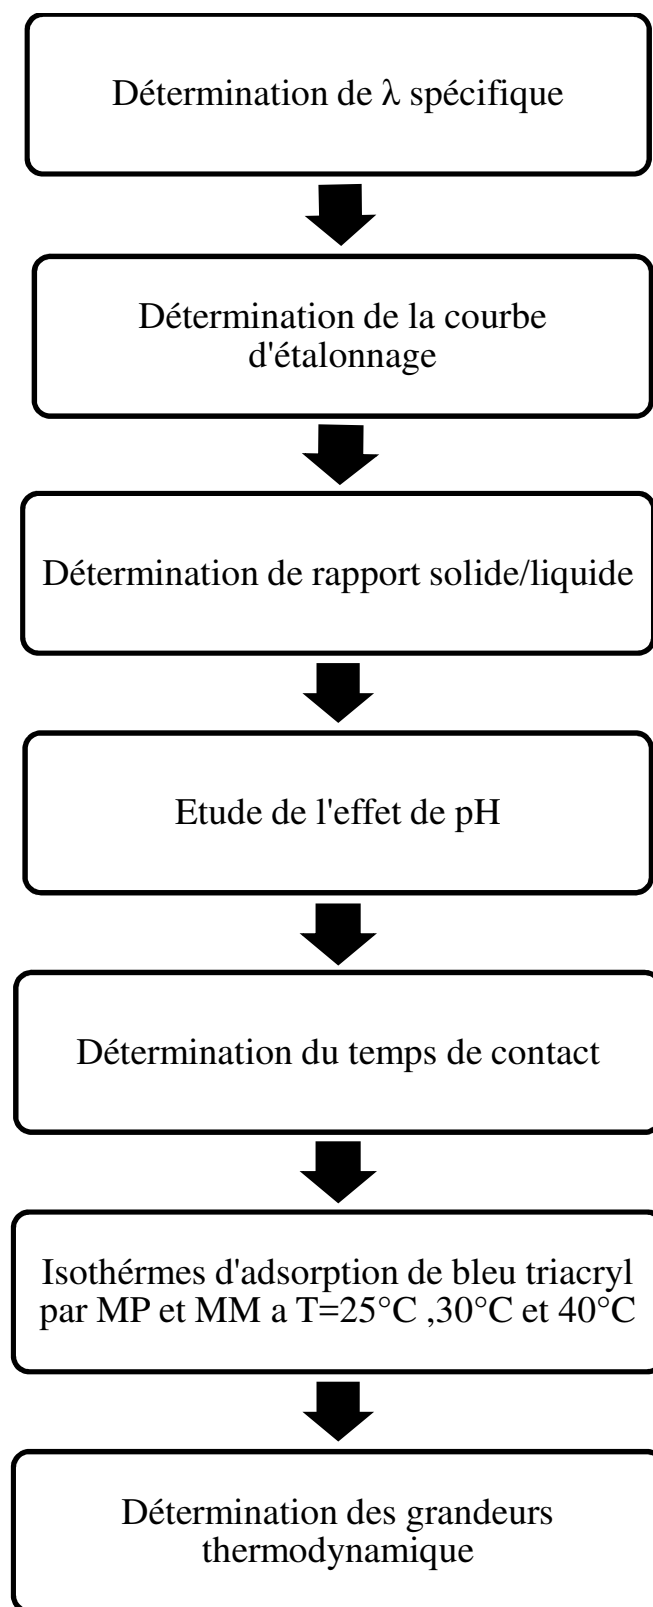 Détermination de λ spécifique
Détermination de la courbe
d'étalonnage
Détermination de rapport solide/liquide
Etude de l'effet de pH
Détermination du temps de contact
Isothérmes d'adsorption de bleu triacryl
par MP et MM a T=25°C ,30°C et 40°C
Détermination des grandeurs
thermodynamique